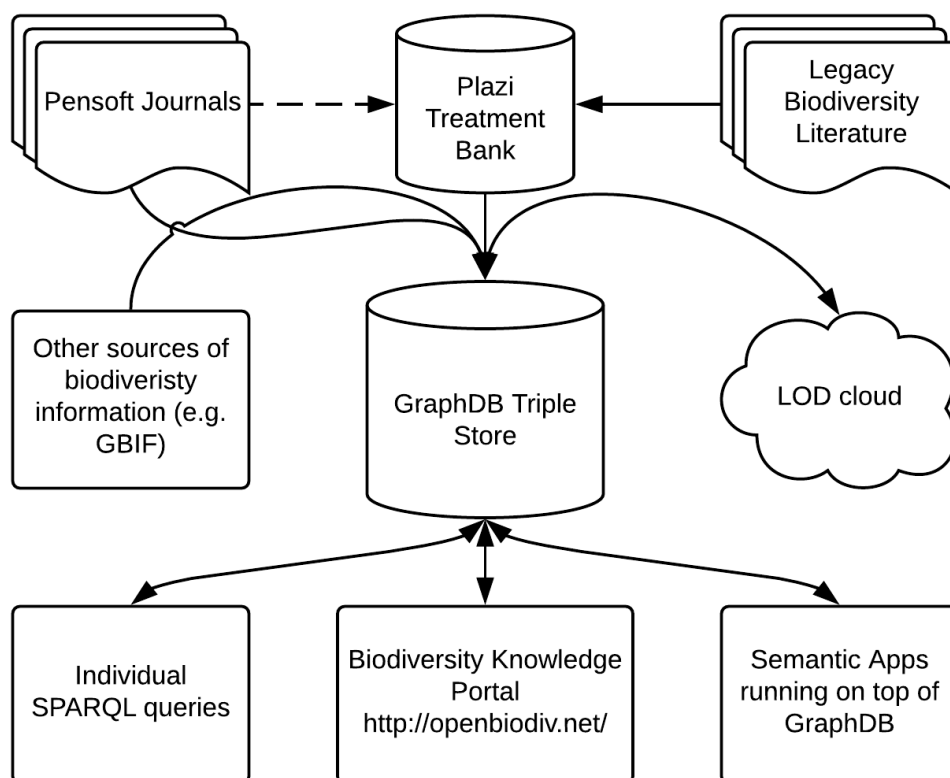 Pensoft Journals
Plazi
Treatment
Bank
Legacy
Biodiversity
Literature
Other sources of
biodiveristy
information (e.g.
GBIF)
GraphDB Triple
Store
LOD cloud
Individual
SPARQL queries
Biodiversity Knowledge
Portal
http://openbiodiv.net/
Semantic Apps
running on top of
GraphDB